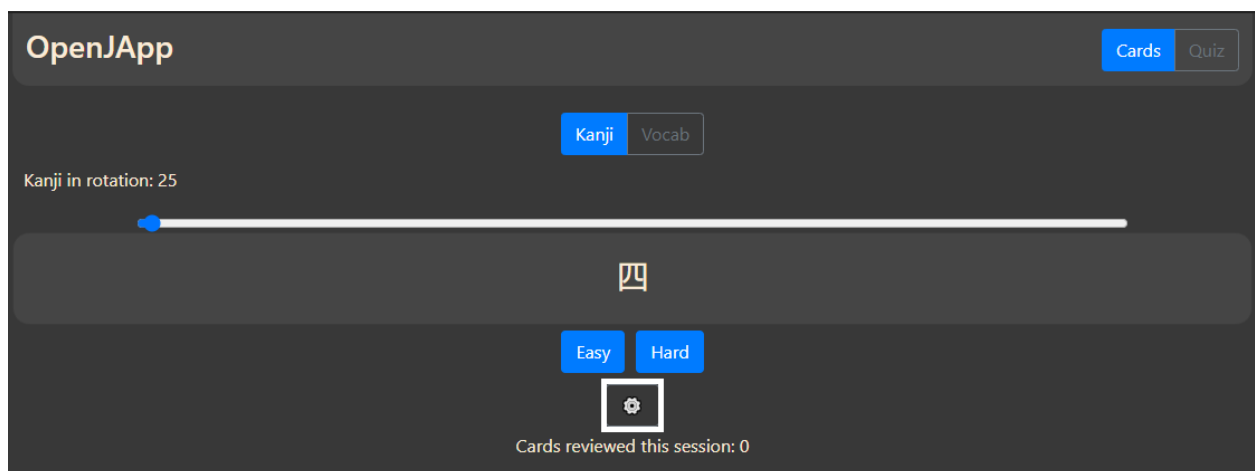 OpenJApp
Cards Quiz
Kanji Vocab
Kanji in rotation: 25
四
Easy Hard
Cards reviewed this session: 0